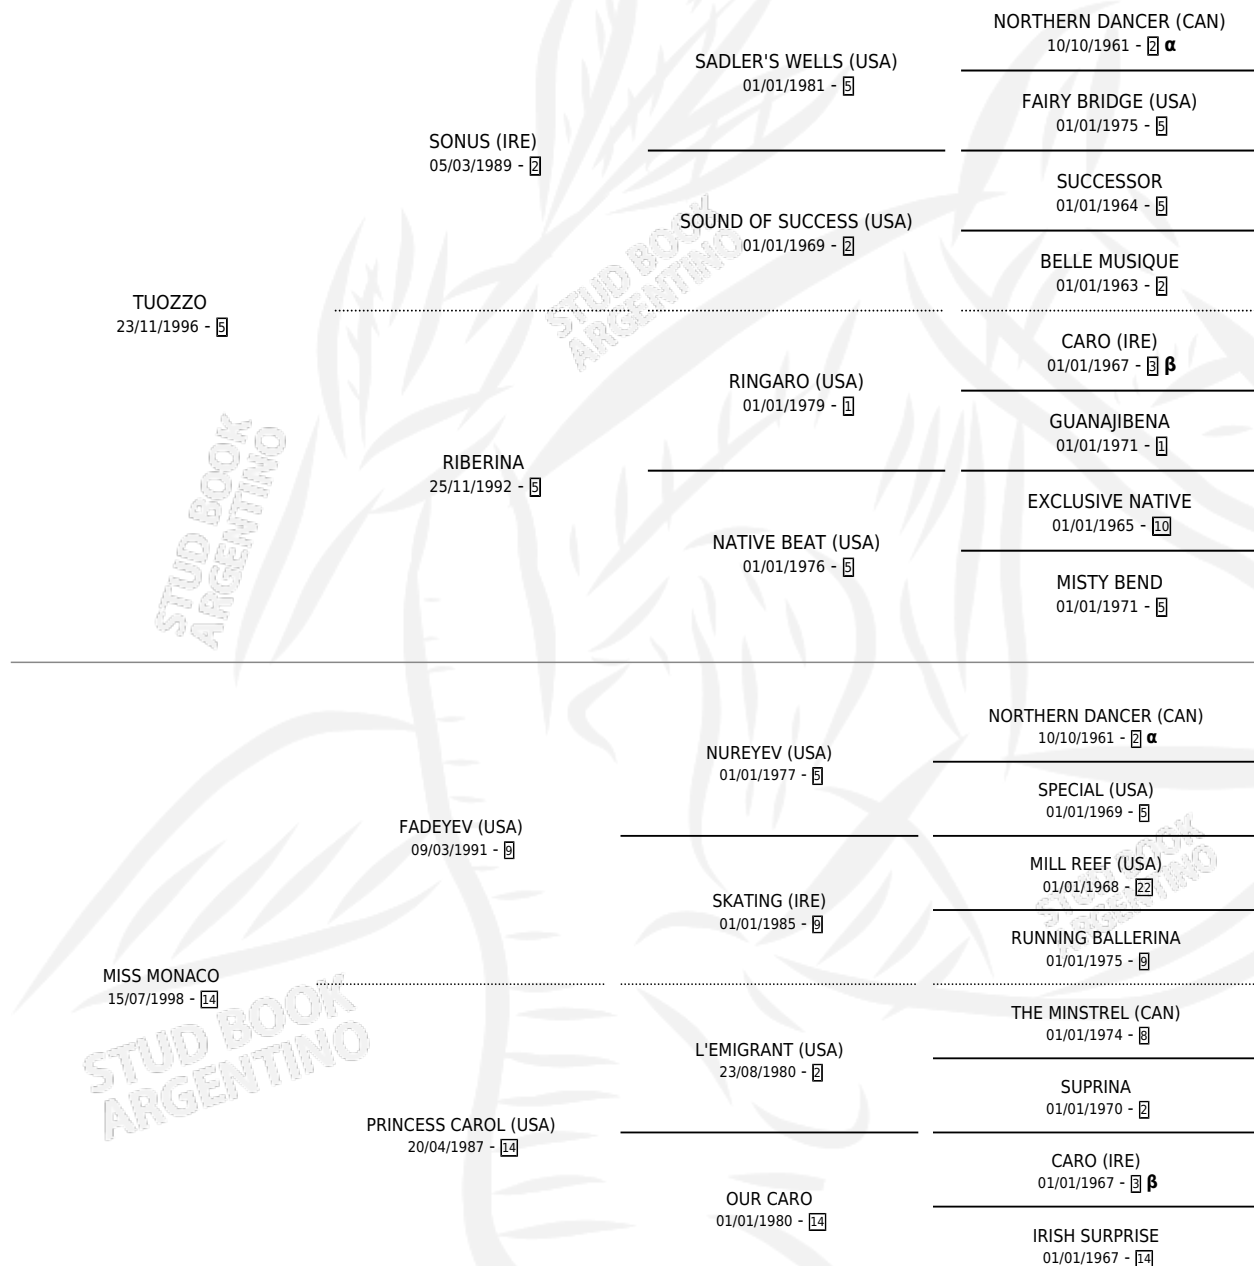 NORTHERN DANCER (CAN)
10/10/1961 - 2 α
SADLER'S WELLS (USA)
01/01/1981 - 5
FAIRY BRIDGE (USA)
01/01/1975 - 5
SONUS (IRE)
05/03/1989 - 2
SUCCESSOR
01/01/1964 - 5
SOUND OF SUCCESS (USA)
01/01/1969 - 2
BELLE MUSIQUE
01/01/1963 - 2
STUD BOOK
ARGENTINO
TUOZZO
23/11/1996 - 5
CARO (IRE)
01/01/1967 - 3 β
RINGARO (USA)
01/01/1979 - 1
GUANAJIBENA
01/01/1971 - 1
RIBERINA
25/11/1992 - 5
EXCLUSIVE NATIVE
01/01/1965 - 10
NATIVE BEAT (USA)
01/01/1976 - 5
MISTY BEND
01/01/1971 - 5
STUD BOOK
ARGENTINO
NORTHERN DANCER (CAN)
10/10/1961 - 2 α
NUREYEV (USA)
01/01/1977 - 5
SPECIAL (USA)
01/01/1969 - 5
FADEYEV (USA)
09/03/1991 - 9
MILL REEF (USA)
01/01/1968 - 22
SKATING (IRE)
01/01/1985 - 9
RUNNING BALLERINA
01/01/1975 - 9
STUD BOOK
ARGENTINO
MISS MONACO
15/07/1998 - 14
THE MINSTREL (CAN)
01/01/1974 - 8
L'EMIGRANT (USA)
23/08/1980 - 2
SUPRINA
01/01/1970 - 2
STUD BOOK
ARGENTINO
PRINCESS CAROL (USA)
20/04/1987 - 14
CARO (IRE)
01/01/1967 - 3 β
OUR CARO
01/01/1980 - 14
IRISH SURPRISE
01/01/1967 - 14